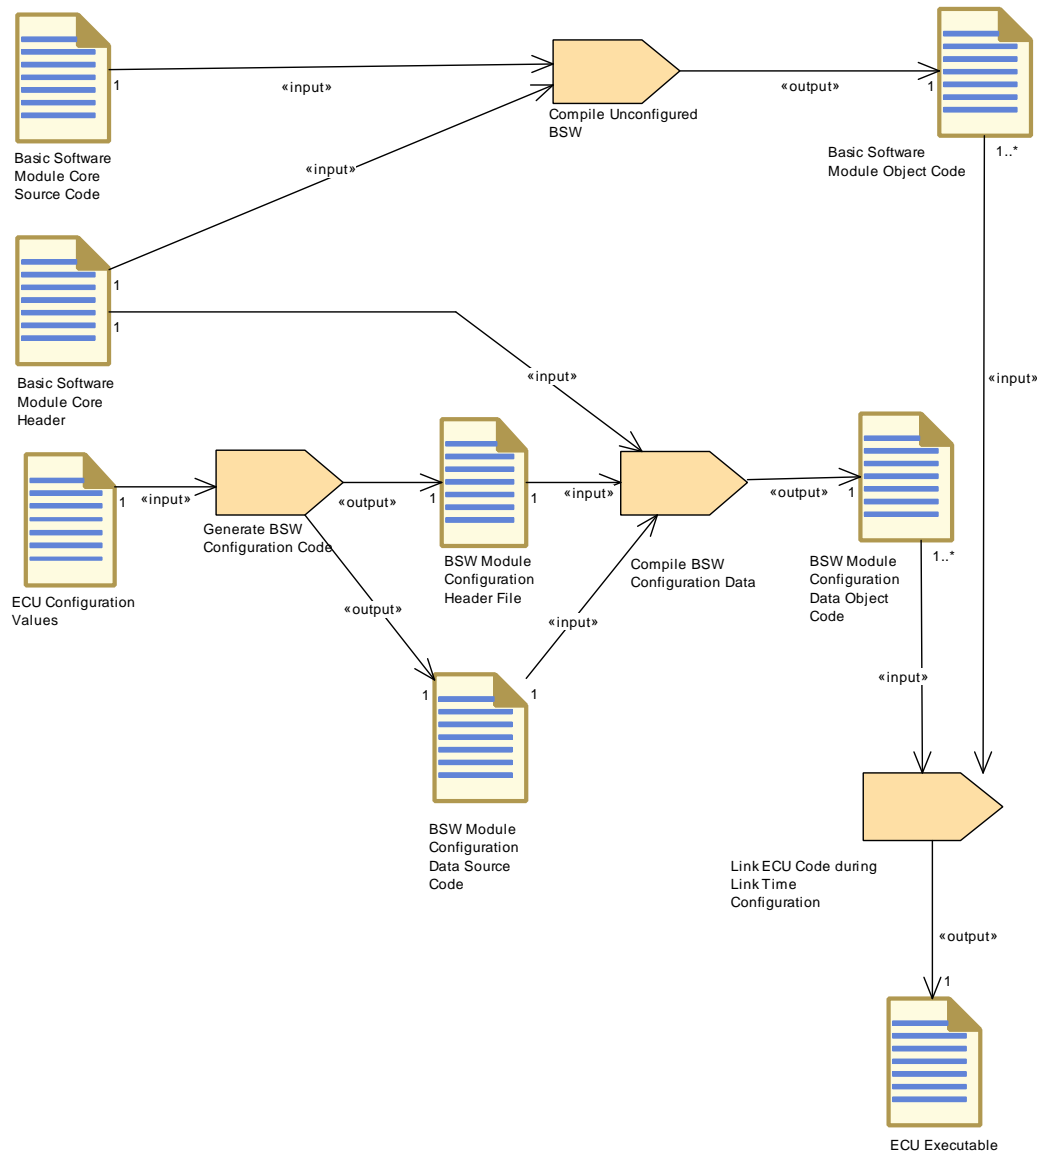 1
«input»
Compile Unconfigured
BSW
«output»
1
Basic Software
Module Core
Source Code
1..*
Basic Software
Module Object Code
«input»
1
1
Basic Software
Module Core
Header
«input»
«input»
1
«input»
Generate BSW
Configuration Code
«output»
1
BSW Module
Configuration
Header File
1
«input»
Compile BSW
Configuration Data
«output»
1
1..*
BSW Module
Configuration
Data Object
Code
ECU Configuration
Values
«output»
«input»
1
1
BSW Module
Configuration
Data Source
Code
«input»
Link ECU Code during
Link Time
Configuration
«output»
1
ECU Executable